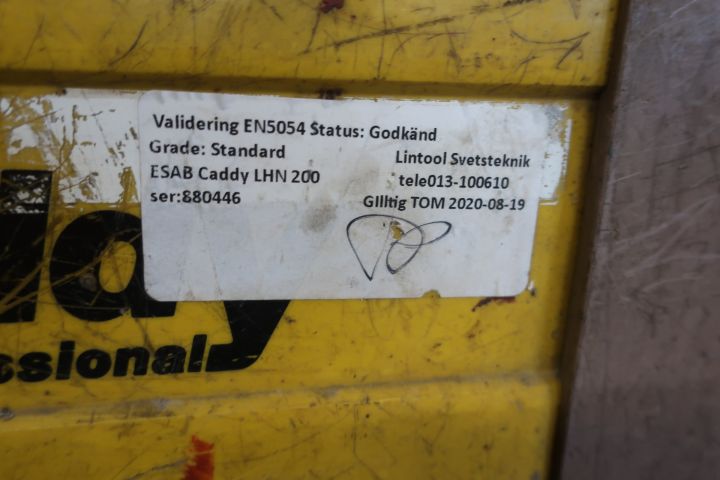 Validering EN5054 Status: Godkänd
Grade: Standard
ESAB Caddy LHN 200
ser:880446
Lintool Svetsteknik
tele013-100610
GIlltig TOM 2020-08-19
dy
ssional